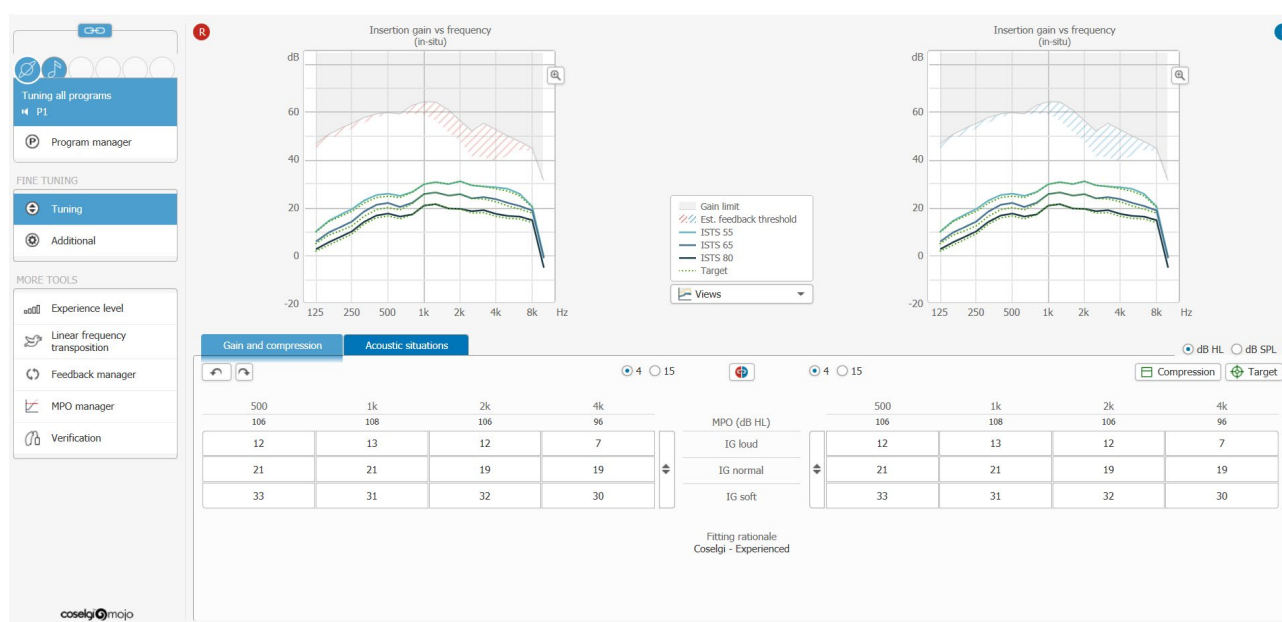 R
Insertion gain vs frequency
(in-situ)
dB
60
40
20
0
-20
125 250 500 1k 2k 4k 8k Hz
Insertion gain vs frequency
(in-situ)
dB
60
40
20
0
-20
125 250 500 1k 2k 4k 8k Hz
Gain limit
Est. feedback threshold
ISTS 55
ISTS 65
ISTS 80
Target
Views
Tuning all programs
P1
P Program manager
FINE TUNING
Tuning
Additional
MORE TOOLS
Experience level
Linear frequency
transposition
Feedback manager
MPO manager
Verification
coselgi mojo
Gain and compression Acoustic situations
dB HL dB SPL
4 15 4 15
Compression Target
500 1k 2k 4k 500 1k 2k 4k
106 108 106 96 MPO (dB HL) 106 108 106 96
12 13 12 7 IG loud 12 13 12 7
21 21 19 19 IG normal 21 21 19 19
33 31 32 30 IG soft 33 31 32 30
Fitting rationale
Coselgi - Experienced